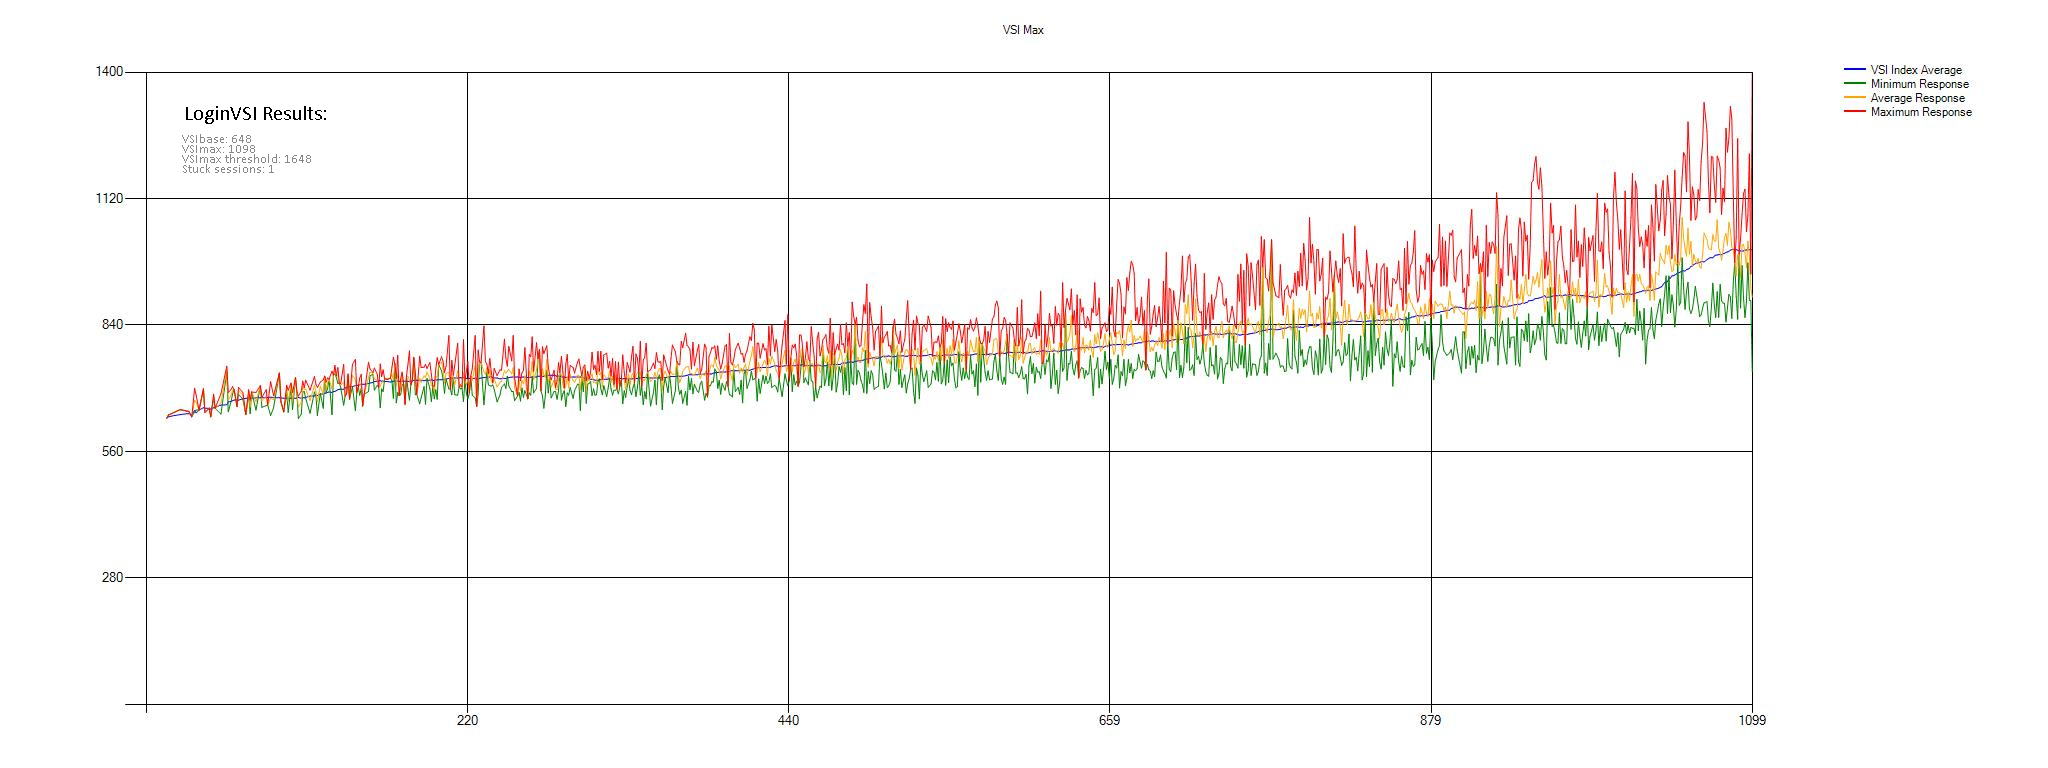 VSI Max
1400
1120
840
560
280
220
440
659
879
1099
LoginVSI Results:
VSIbase: 648
VSImax: 1098
VSImax threshold: 1648
Stuck sessions: 1
VSI Index Average
Minimum Response
Average Response
Maximum Response